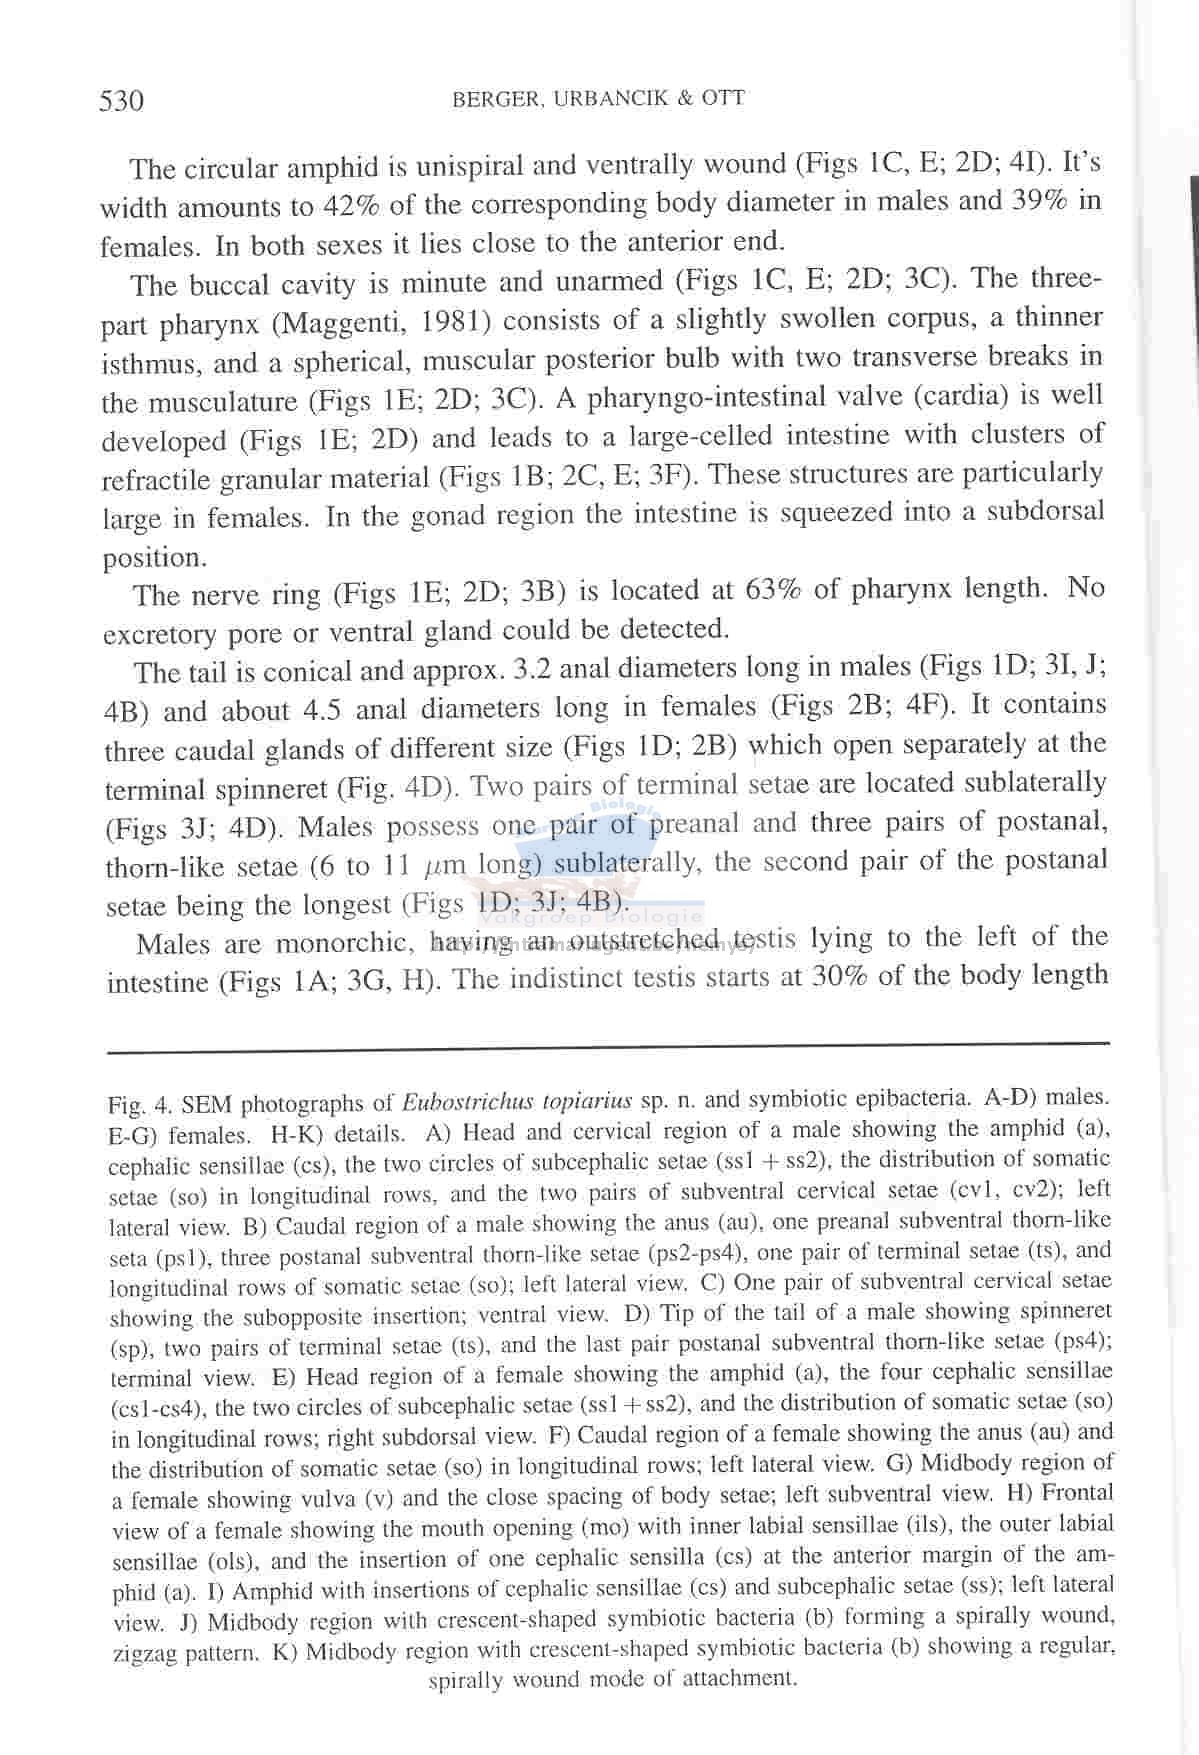 530
BERGER, URBANCIK & OTT
The circular amphid is unispiral and ventrally wound (Figs 1C, E; 2D; 4I). It's
width amounts to 42% of the corresponding body diameter in males and 39% in
females. In both sexes it lies close to the anterior end.
The buccal cavity is minute and unarmed (Figs 1C, E; 2D; 3C). The three-
part pharynx (Maggenti, 1981) consists of a slightly swollen corpus, a thinner
isthmus, and a spherical, muscular posterior bulb with two transverse breaks in
the musculature (Figs 1E; 2D; 3C). A pharyngo-intestinal valve (cardia) is well
developed (Figs 1E; 2D) and leads to a large-celled intestine with clusters of
refractile granular material (Figs 1B; 2C, E; 3F). These structures are particularly
large in females. In the gonad region the intestine is squeezed into a subdorsal
position.
The nerve ring (Figs 1E; 2D; 3B) is located at 63% of pharynx length. No
excretory pore or ventral gland could be detected.
The tail is conical and approx. 3.2 anal diameters long in males (Figs 1D; 3I, J;
4B) and about 4.5 anal diameters long in females (Figs 2B; 4F). It contains
three caudal glands of different size (Figs 1D; 2B) which open separately at the
terminal spinneret (Fig. 4D). Two pairs of terminal setae are located sublaterally
(Figs 3J; 4D). Males possess one pair of preanal and three pairs of postanal,
thorn-like setae (6 to 11 μm long) sublaterally, the second pair of the postanal
setae being the longest (Figs 1D; 3J; 4B).
Vakgroep Biologie
Males are monorchic, having an outstretched testis lying to the left of the
intestine (Figs 1A; 3G, H). The indistinct testis starts at 30% of the body length
Fig. 4. SEM photographs of Eubostrichus topiarius sp. n. and symbiotic epibacteria. A-D) males.
E-G) females. H-K) details. A) Head and cervical region of a male showing the amphid (a),
cephalic sensillae (cs), the two circles of subcephalic setae (ss1 + ss2), the distribution of somatic
setae (so) in longitudinal rows, and the two pairs of subventral cervical setae (cv1, cv2); left
lateral view. B) Caudal region of a male showing the anus (au), one preanal subventral thorn-like
seta (ps1), three postanal subventral thorn-like setae (ps2-ps4), one pair of terminal setae (ts), and
longitudinal rows of somatic setae (so); left lateral view. C) One pair of subventral cervical setae
showing the subopposite insertion; ventral view. D) Tip of the tail of a male showing spinneret
(sp), two pairs of terminal setae (ts), and the last pair postanal subventral thorn-like setae (ps4);
terminal view. E) Head region of a female showing the amphid (a), the four cephalic sensillae
(cs1-cs4), the two circles of subcephalic setae (ss1 + ss2), and the distribution of somatic setae (so)
in longitudinal rows; right subdorsal view. F) Caudal region of a female showing the anus (au) and
the distribution of somatic setae (so) in longitudinal rows; left lateral view. G) Midbody region of
a female showing vulva (v) and the close spacing of body setae; left subventral view. H) Frontal
view of a female showing the mouth opening (mo) with inner labial sensillae (ils), the outer labial
sensillae (ols), and the insertion of one cephalic sensilla (cs) at the anterior margin of the am-
phid (a). I) Amphid with insertions of cephalic sensillae (cs) and subcephalic setae (ss); left lateral
view. J) Midbody region with crescent-shaped symbiotic bacteria (b) forming a spirally wound,
zigzag pattern. K) Midbody region with crescent-shaped symbiotic bacteria (b) showing a regular,
spirally wound mode of attachment.